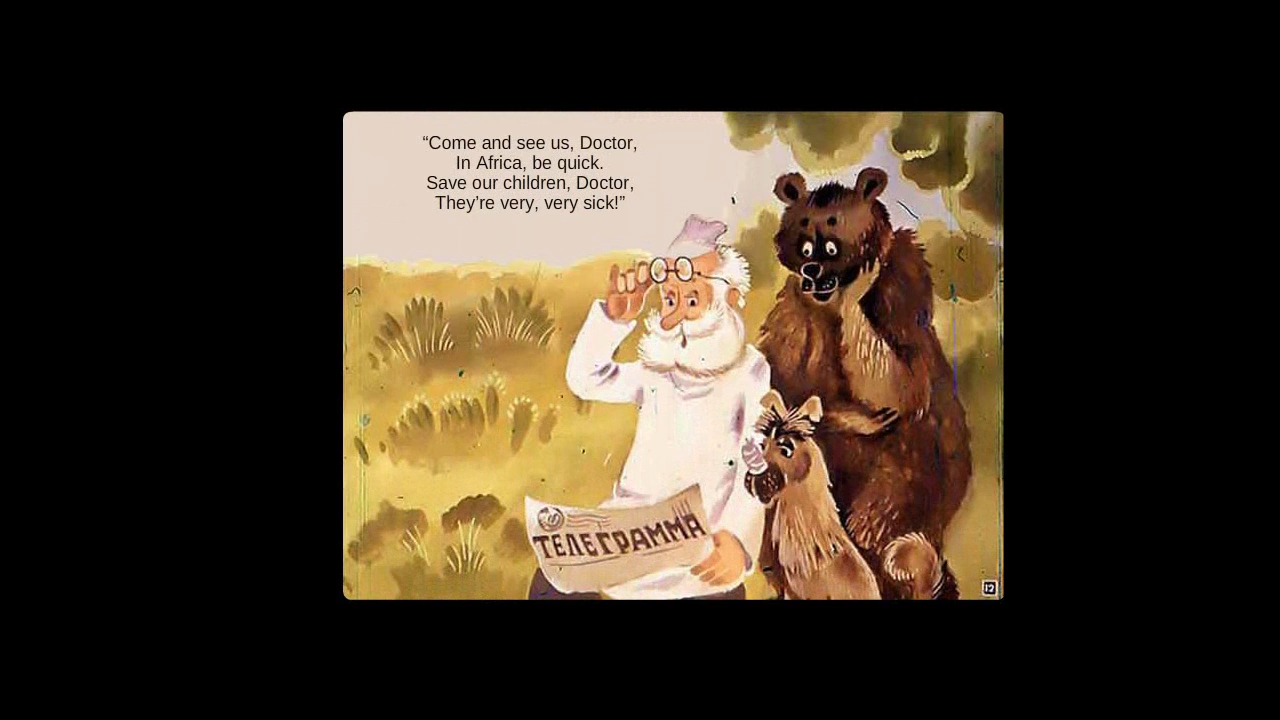 “Come and see us, Doctor,
In Africa, be quick.
Save our children, Doctor,
They’re very, very sick!”
ТЕЛЕГРАММА
12